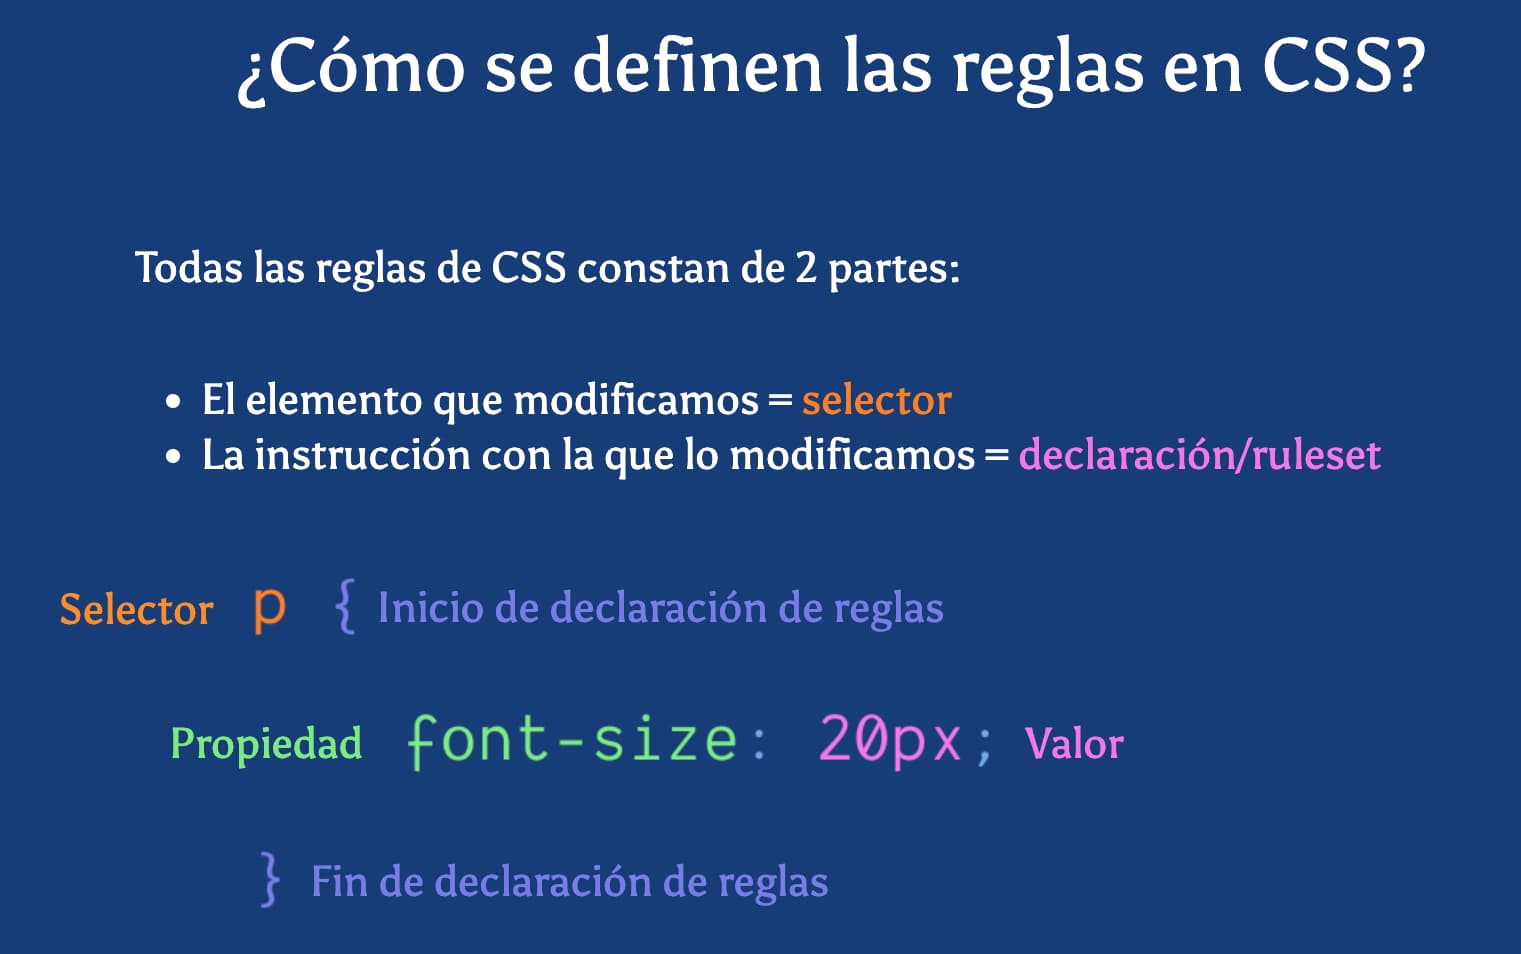 ¿Cómo se definen las reglas en CSS?
Todas las reglas de CSS constan de 2 partes:
• El elemento que modificamos = selector
• La instrucción con la que lo modificamos = declaración/ruleset
Selector p { Inicio de declaración de reglas
Propiedad font-size: 20px; Valor
} Fin de declaración de reglas